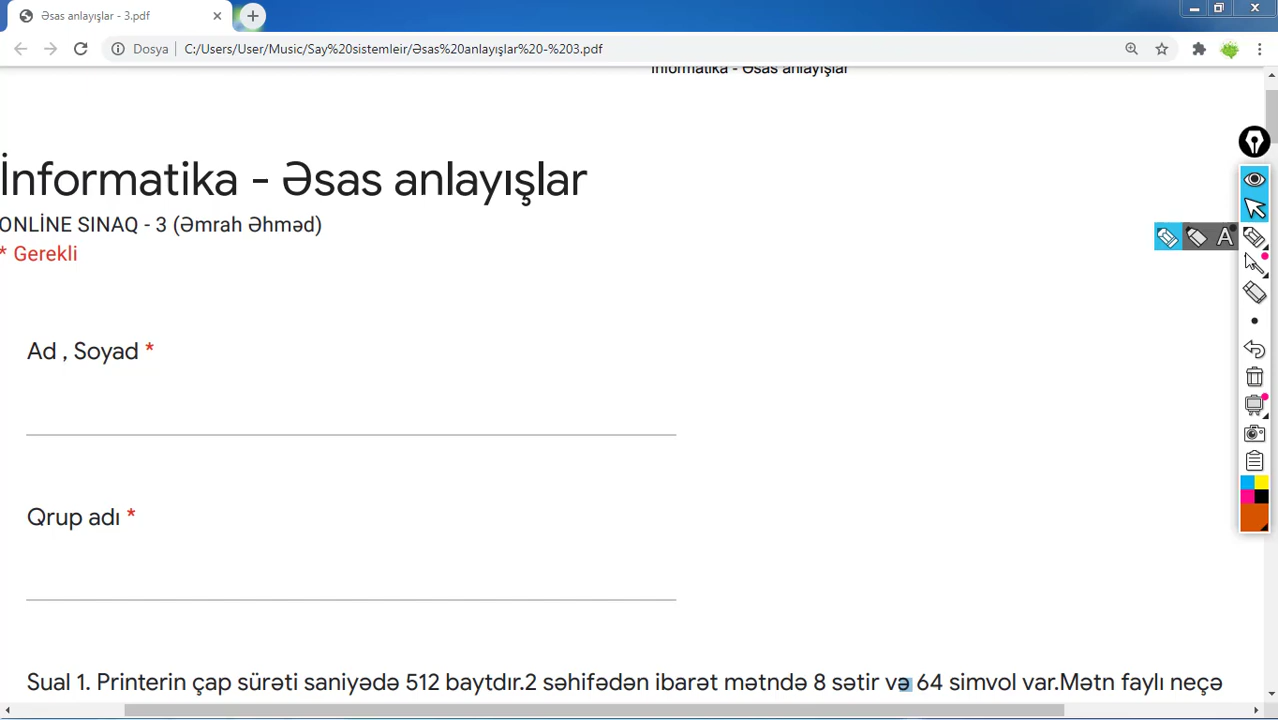 Əsas anlayışlar - 3.pdf
Dosya
C:/Users/User/Music/Say%20sistemleir/Əsas%20anlayışlar%20-%203.pdf
İnformatika - Əsas anlayışlar
İnformatika - Əsas anlayışlar
ONLİNE SINAQ - 3 (Əmrah Əhməd)
* Gerekli
A
Ad , Soyad *
Qrup adı *
Sual 1. Printerin çap sürəti saniyədə 512 baytdır.2 səhifədən ibarət mətndə 8 sətir və 64 simvol var.Mətn faylı neçə